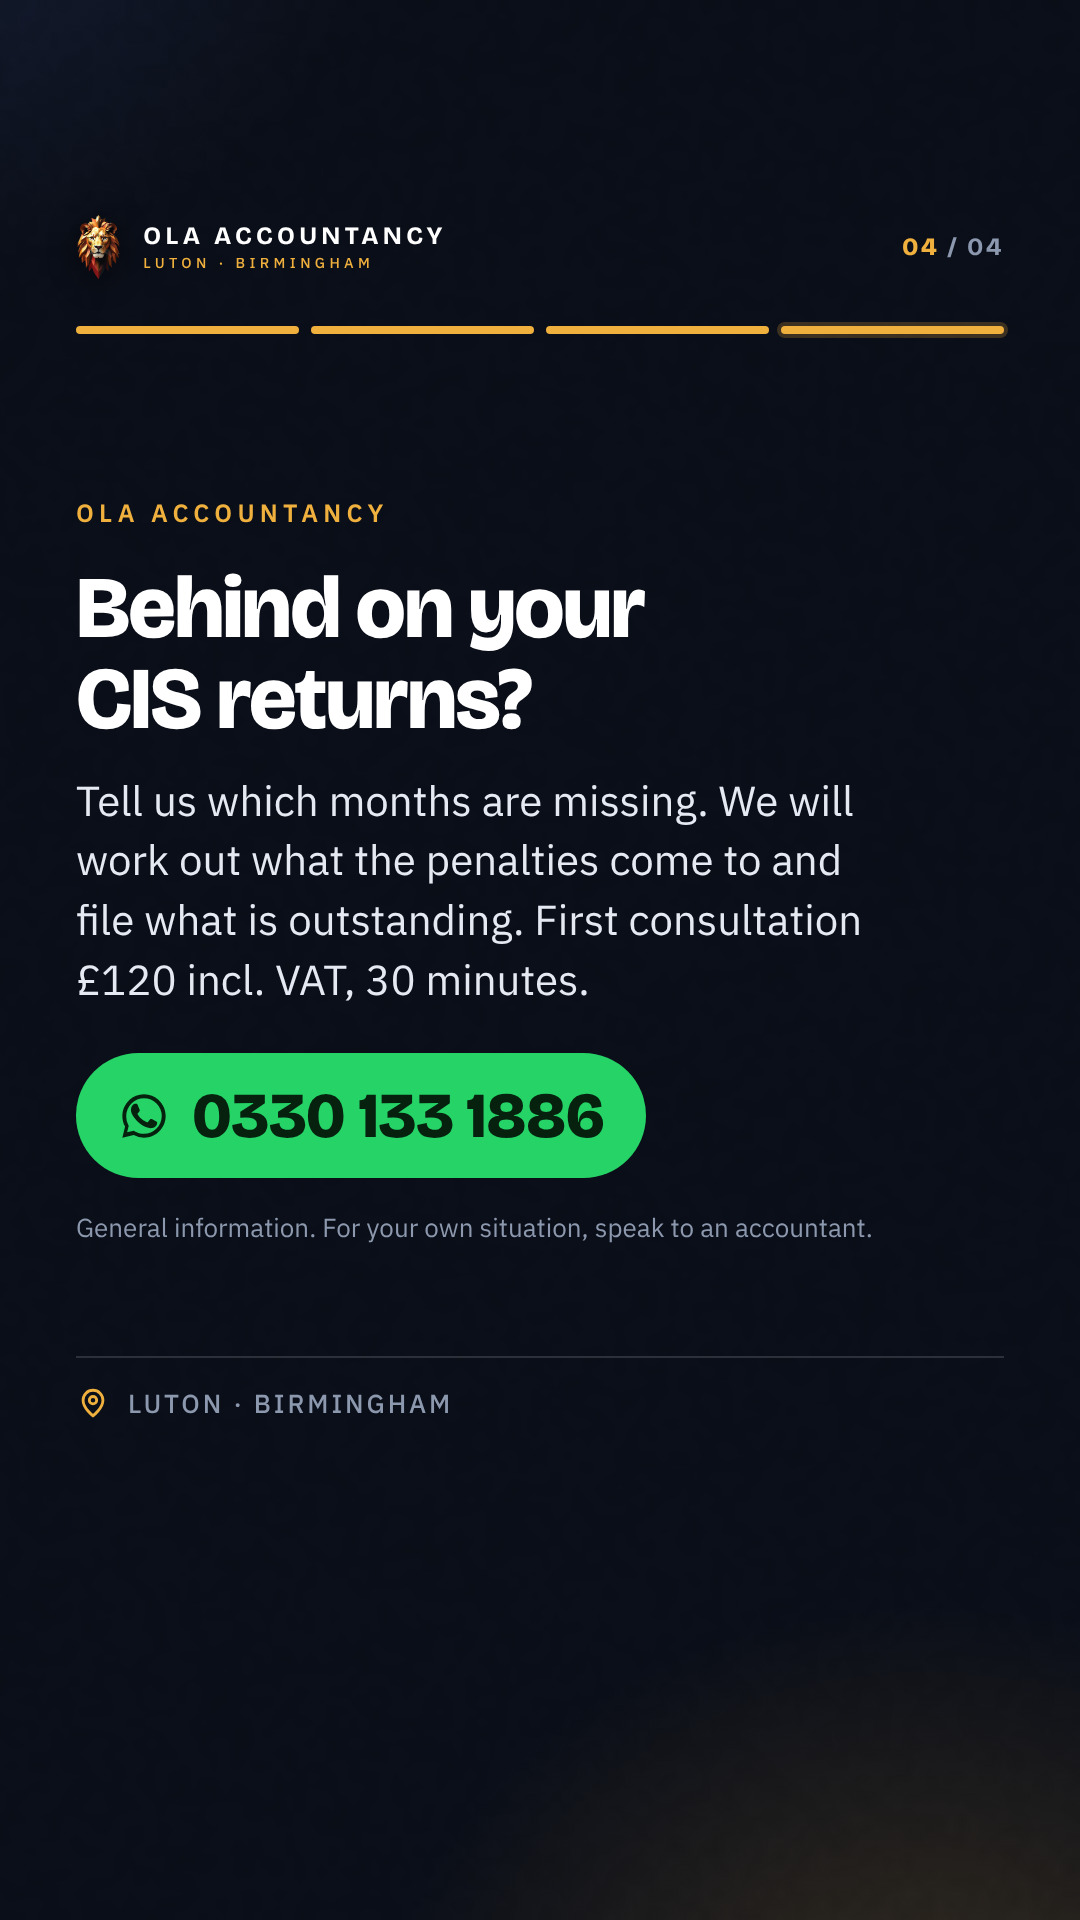 OLA ACCOUNTANCY
LUTON · BIRMINGHAM
04 / 04
OLA ACCOUNTANCY
Behind on your
CIS returns?
Tell us which months are missing. We will
work out what the penalties come to and
file what is outstanding. First consultation
£120 incl. VAT, 30 minutes.
0330 133 1886
General information. For your own situation, speak to an accountant.
LUTON · BIRMINGHAM